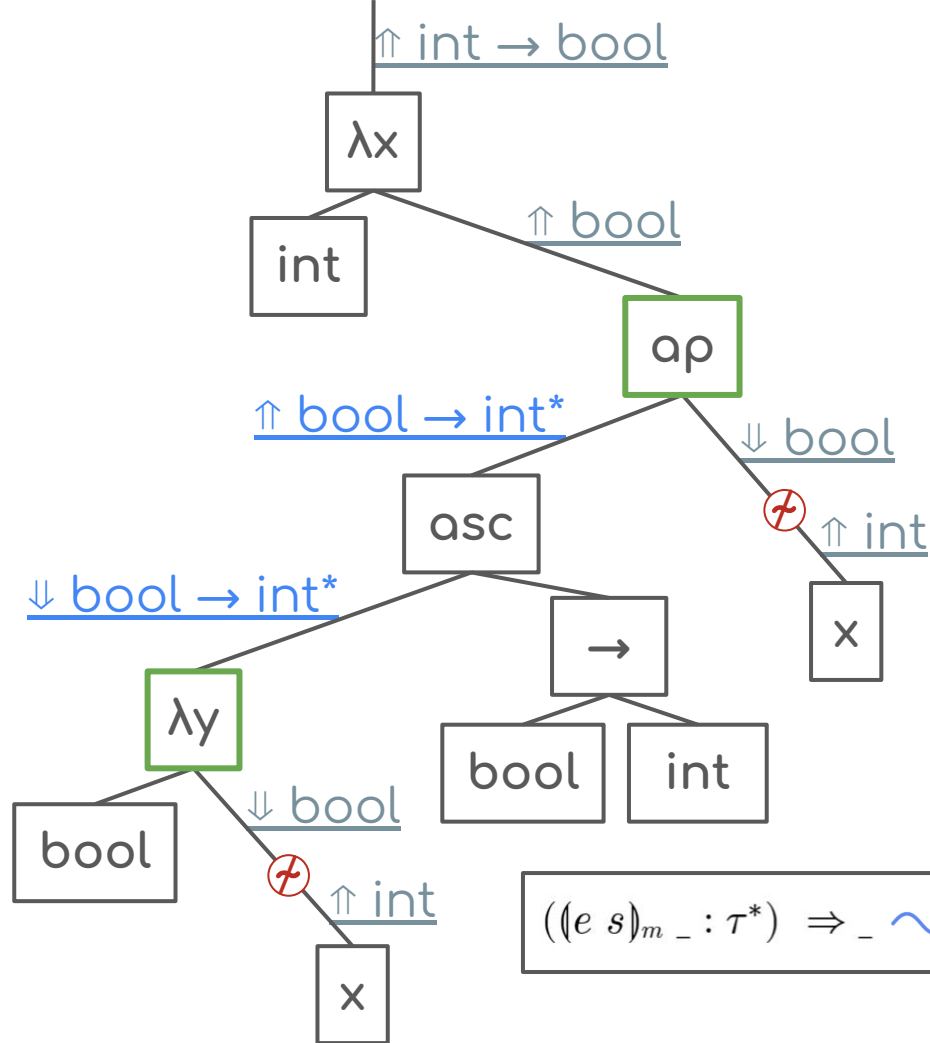 ⇑ int → bool
λx
int
⇑ bool
ap
⇑ bool → int*
⇓ bool
≁
⇑ int
asc
x
⇓ bool → int*
→
λy
bool
int
bool
⇓ bool
≁
⇑ int
x
(⦇e s⦈ₘ _ : τ*) ⇒ _